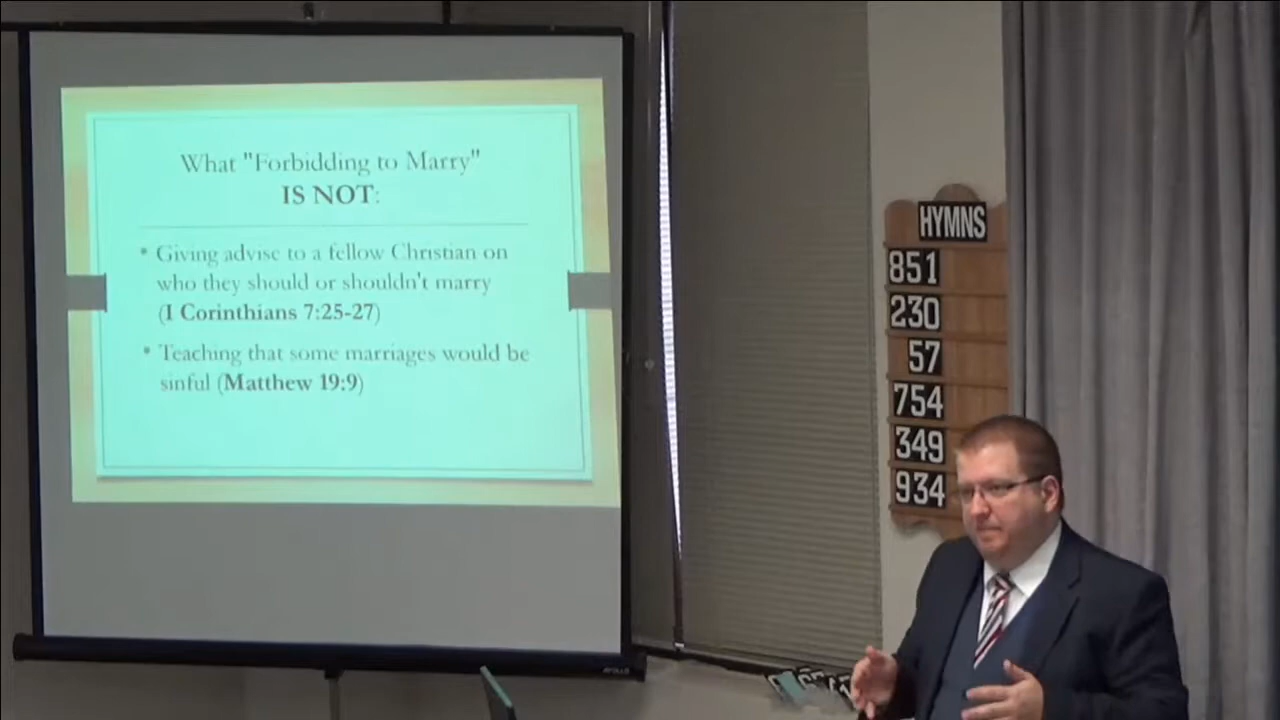 What "Forbidding to Marry"
IS NOT:
* Giving advise to a fellow Christian on
who they should or shouldn't marry
(I Corinthians 7:25-27)
* Teaching that some marriages would be
sinful (Matthew 19:9)
APOLLO
HYMNS
851
230
57
754
349
934